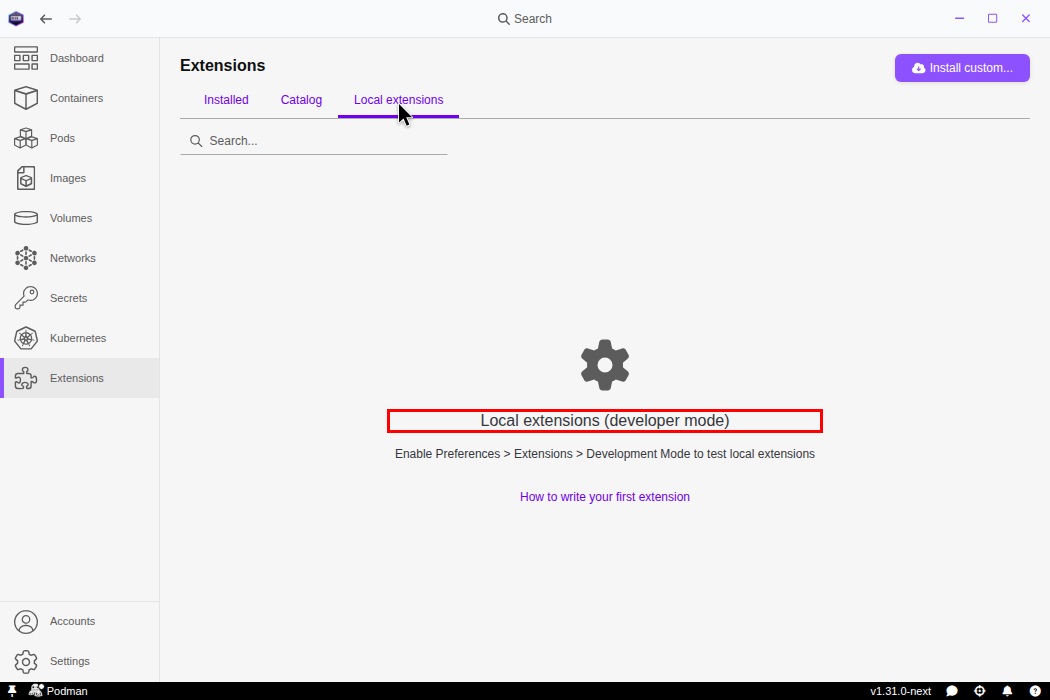 Search
Dashboard
Containers
Pods
Images
Volumes
Networks
Secrets
Kubernetes
Extensions
Accounts
Settings
Extensions
Install custom...
Installed
Catalog
Local extensions
Search...
Local extensions (developer mode)
Enable Preferences > Extensions > Development Mode to test local extensions
How to write your first extension
Podman
v1.31.0-next